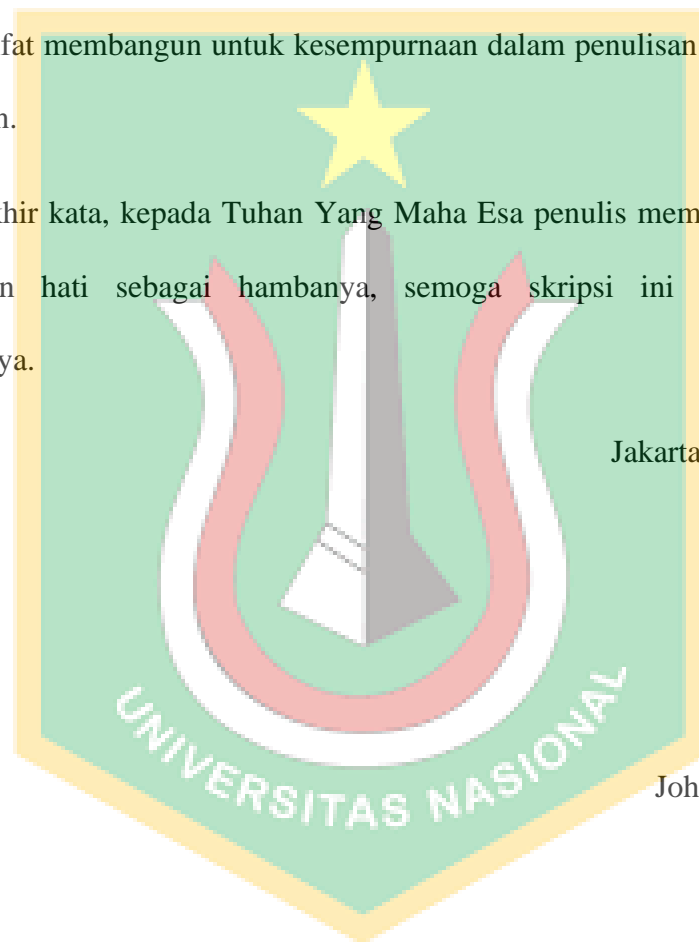 fat membangun untuk kesempurnaan dalam penulisan
n.
hir kata, kepada Tuhan Yang Maha Esa penulis mem
n hati sebagai hambanya, semoga skripsi ini
ya.
Jakarta
UNIVERSITAS NASIONAL
Joh